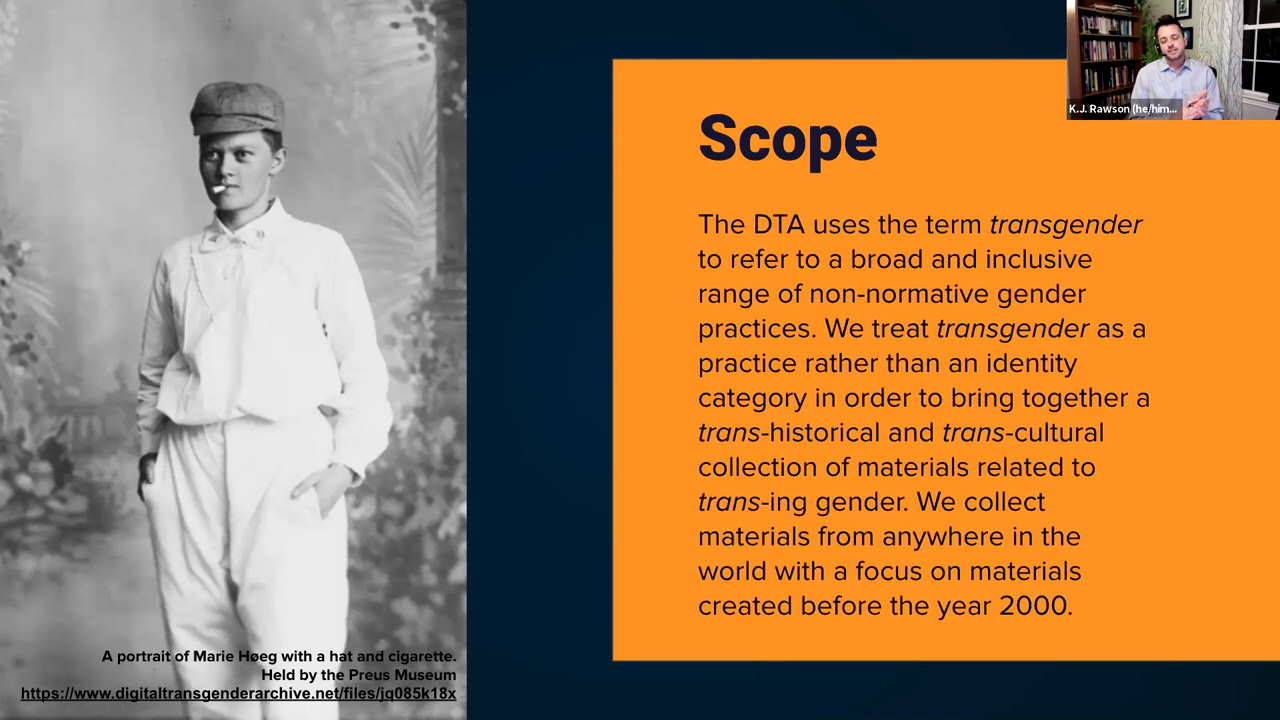 K.J. Rawson (he/him...
Scope
The DTA uses the term transgender
to refer to a broad and inclusive
range of non-normative gender
practices. We treat transgender as a
practice rather than an identity
category in order to bring together a
trans-historical and trans-cultural
collection of materials related to
trans-ing gender. We collect
materials from anywhere in the
world with a focus on materials
created before the year 2000.
A portrait of Marie Høeg with a hat and cigarette.
Held by the Preus Museum
https://www.digitaltransgenderarchive.net/files/jq085k18x